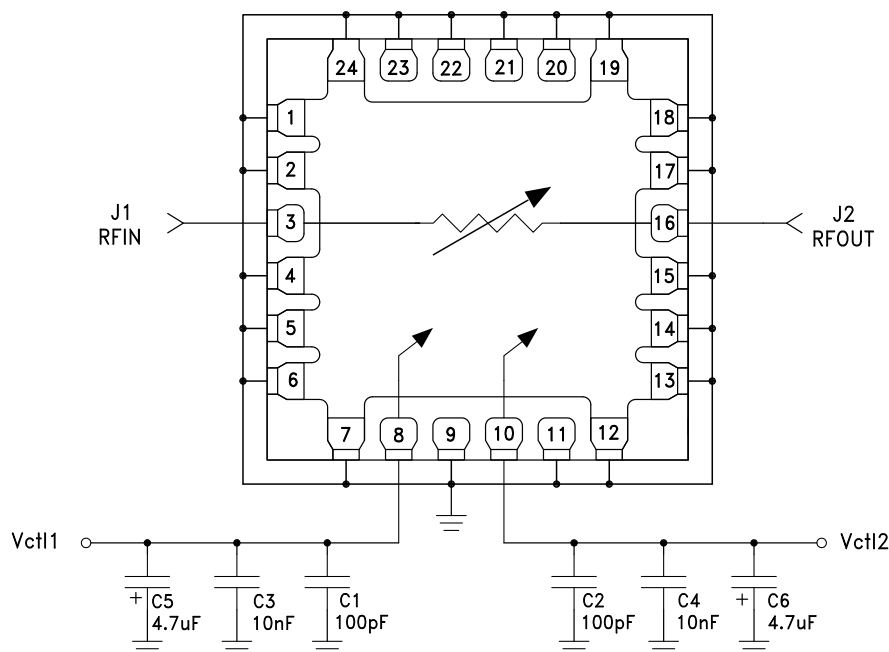 24 23 22 21 20 19
1 18
2 17
J1
RFIN
3 16
J2
RFOUT
4 15
5 14
6 13
7 8 9 10 11 12
Vctl1 Vctl2
+ C5
4.7uF
C3
10nF
C1
100pF
C2
100pF
C4
10nF
+ C6
4.7uF